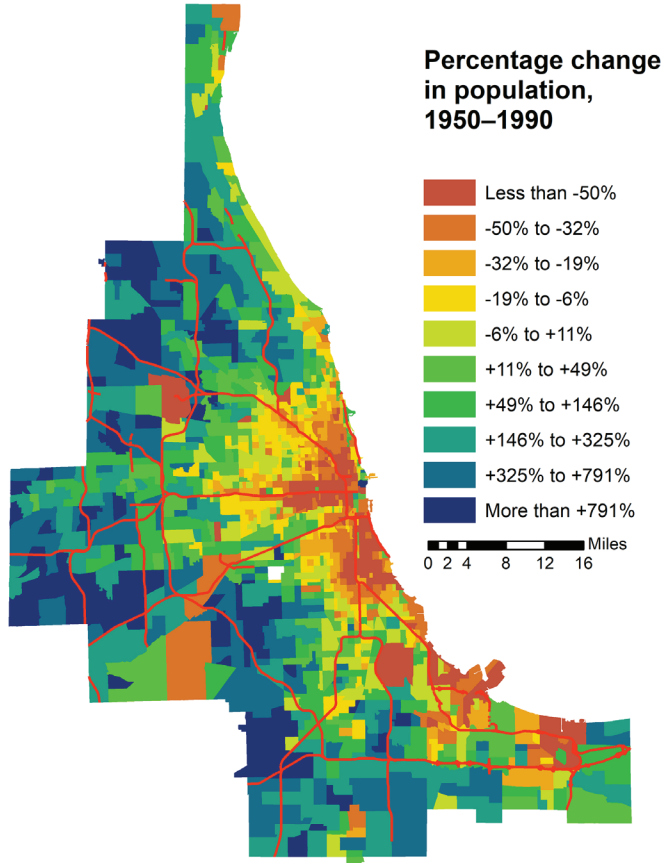 Percentage change
in population,
1950–1990
Less than -50%
-50% to -32%
-32% to -19%
-19% to -6%
-6% to +11%
+11% to +49%
+49% to +146%
+146% to +325%
+325% to +791%
More than +791%
Miles
0 2 4 8 12 16